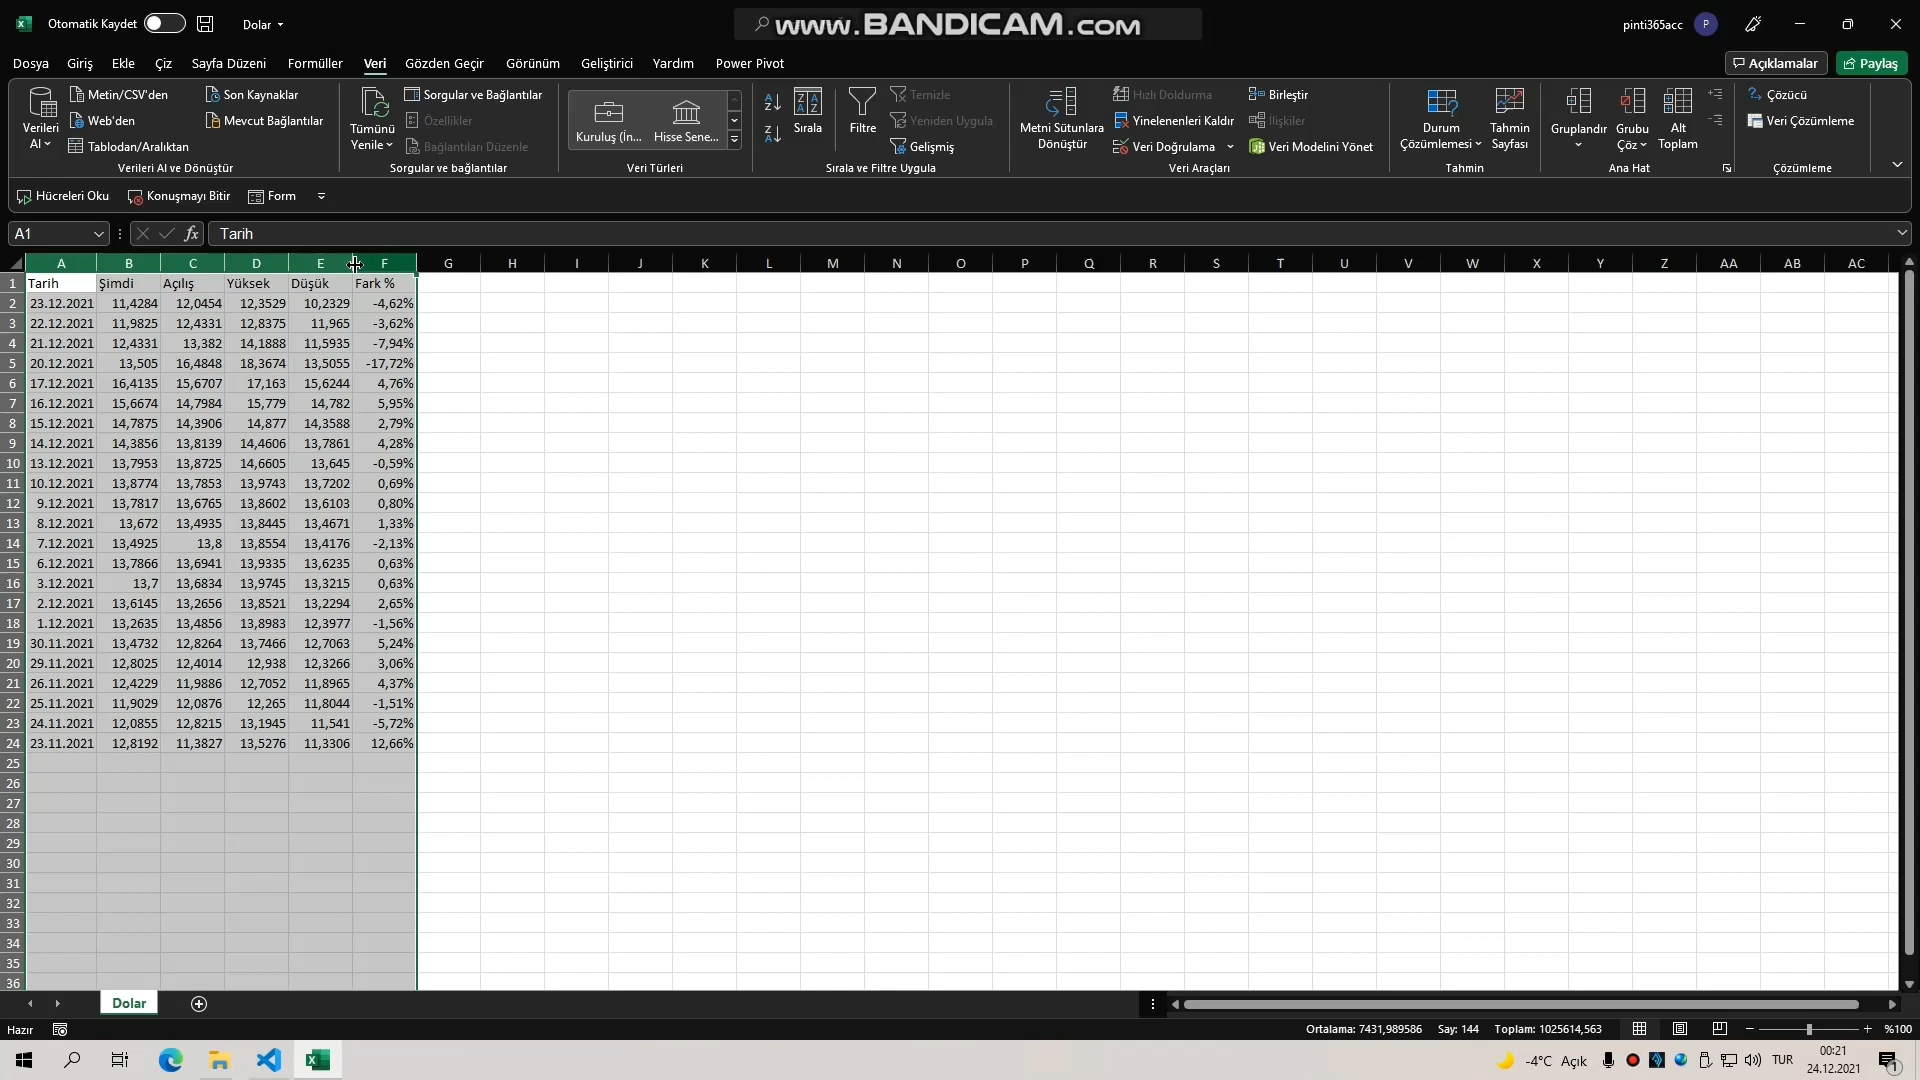 Otomatik Kaydet Dolar www.BANDICAM.com pinti365acc P
Dosya Giriş Ekle Çiz Sayfa Düzeni Formüller Veri Gözden Geçir Görünüm Geliştirici Yardım Power Pivot Açıklamalar Paylaş
Verileri Al
Metin/CSV'den
Web'den
Tablodan/Aralıktan
Son Kaynaklar
Mevcut Bağlantılar
Verileri Al ve Dönüştür
Tümünü Yenile
Sorgular ve Bağlantılar
Özellikler
Bağlantıları Düzenle
Sorgular ve bağlantılar
Kuruluş (İn...
Hisse Sene...
Veri Türleri
Sırala
Filtre
Temizle
Yeniden Uygula
Gelişmiş
Sırala ve Filtre Uygula
Metni Sütunlara
Dönüştür
Hızlı Doldurma
Yinelenenleri Kaldır
Veri Doğrulama
Birleştir
İlişkiler
Veri Modelini Yönet
Veri Araçları
Durum
Çözümlemesi
Tahmin
Sayfası
Tahmin
Gruplandır
Grubu
Çöz
Alt
Toplam
Ana Hat
Çözücü
Veri Çözümleme
Çözümleme
Hücreleri Oku Konuşmayı Bitir Form
A1 fx Tarih
A B C D E F G H I J K L M N O P Q R S T U V W X Y Z AA AB AC
1 Tarih Şimdi Açılış Yüksek Düşük Fark %
2 23.12.2021 11,4284 12,0454 12,3529 10,2329 -4,62%
3 22.12.2021 11,9825 12,4331 12,8375 11,965 -3,62%
4 21.12.2021 12,4331 13,382 14,1888 11,5935 -7,94%
5 20.12.2021 13,505 16,4848 18,3674 13,5055 -17,72%
6 17.12.2021 16,4135 15,6707 17,163 15,6244 4,76%
7 16.12.2021 15,6674 14,7984 15,779 14,782 5,95%
8 15.12.2021 14,7875 14,3906 14,877 14,3588 2,79%
9 14.12.2021 14,3856 13,8139 14,4606 13,7861 4,28%
10 13.12.2021 13,7953 13,8725 14,6605 13,645 -0,59%
11 10.12.2021 13,8774 13,7853 13,9743 13,7202 0,69%
12 9.12.2021 13,7817 13,6765 13,8602 13,6103 0,80%
13 8.12.2021 13,672 13,4935 13,8445 13,4671 1,33%
14 7.12.2021 13,4925 13,8 13,8554 13,4176 -2,13%
15 6.12.2021 13,7866 13,6941 13,9335 13,6235 0,63%
16 3.12.2021 13,7 13,6834 13,9745 13,3215 0,63%
17 2.12.2021 13,6145 13,2656 13,8521 13,2294 2,65%
18 1.12.2021 13,2635 13,4856 13,8983 12,3977 -1,56%
19 30.11.2021 13,4732 12,8264 13,7466 12,7063 5,24%
20 29.11.2021 12,8025 12,4014 12,938 12,3266 3,06%
21 26.11.2021 12,4229 11,9886 12,7052 11,8965 4,37%
22 25.11.2021 11,9029 12,0876 12,265 11,8044 -1,51%
23 24.11.2021 12,0855 12,8215 13,1945 11,541 -5,72%
24 23.11.2021 12,8192 11,3827 13,5276 11,3306 12,66%
25
26
27
28
29
30
31
32
33
34
35
36
Dolar
Hazır Ortalama: 7431,989586 Say: 144 Toplam: 1025614,563 %100
-4°C Açık TUR 00:21
24.12.2021 1